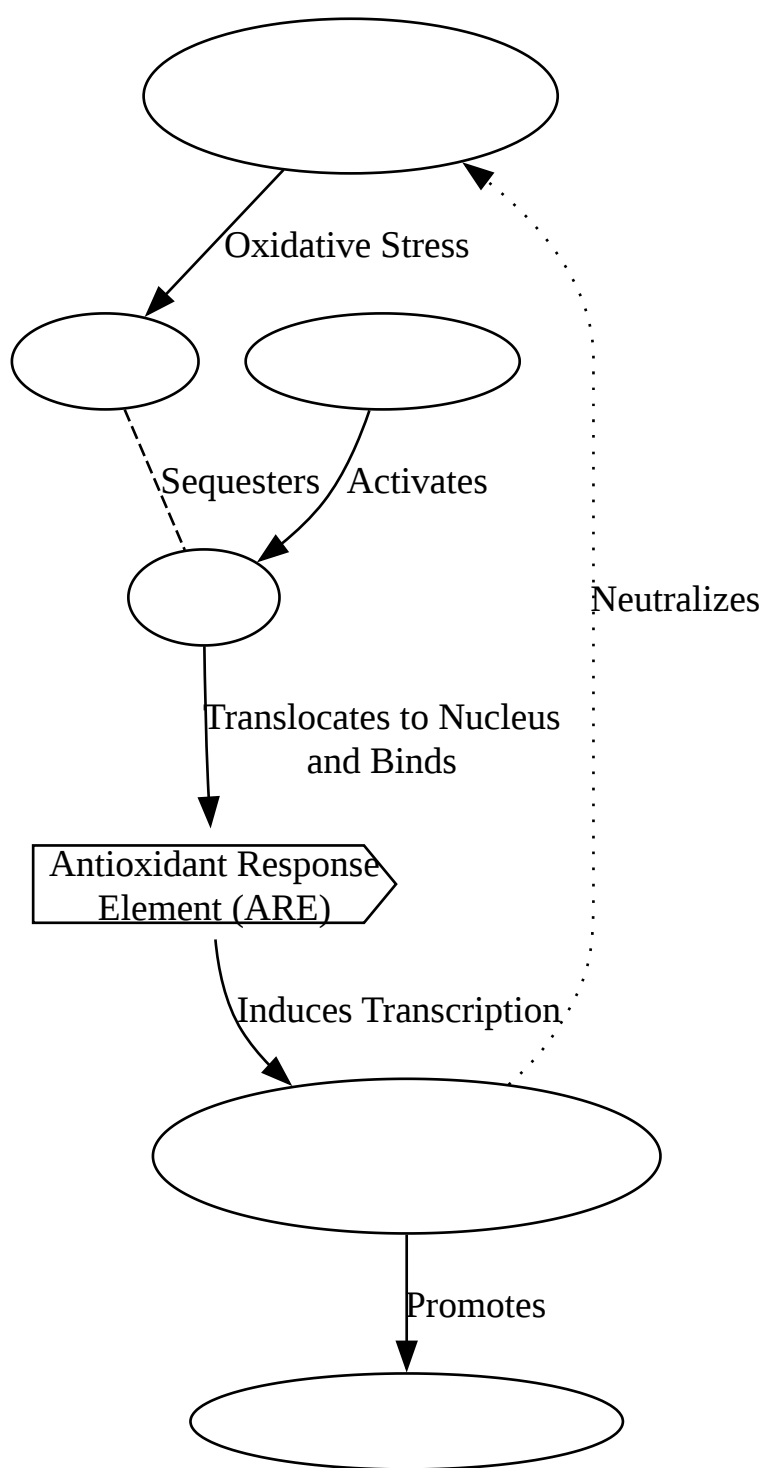 Oxidative Stress
Sequesters
Activates
Neutralizes
Translocates to Nucleus
and Binds
Antioxidant Response
Element (ARE)
Induces Transcription
Promotes